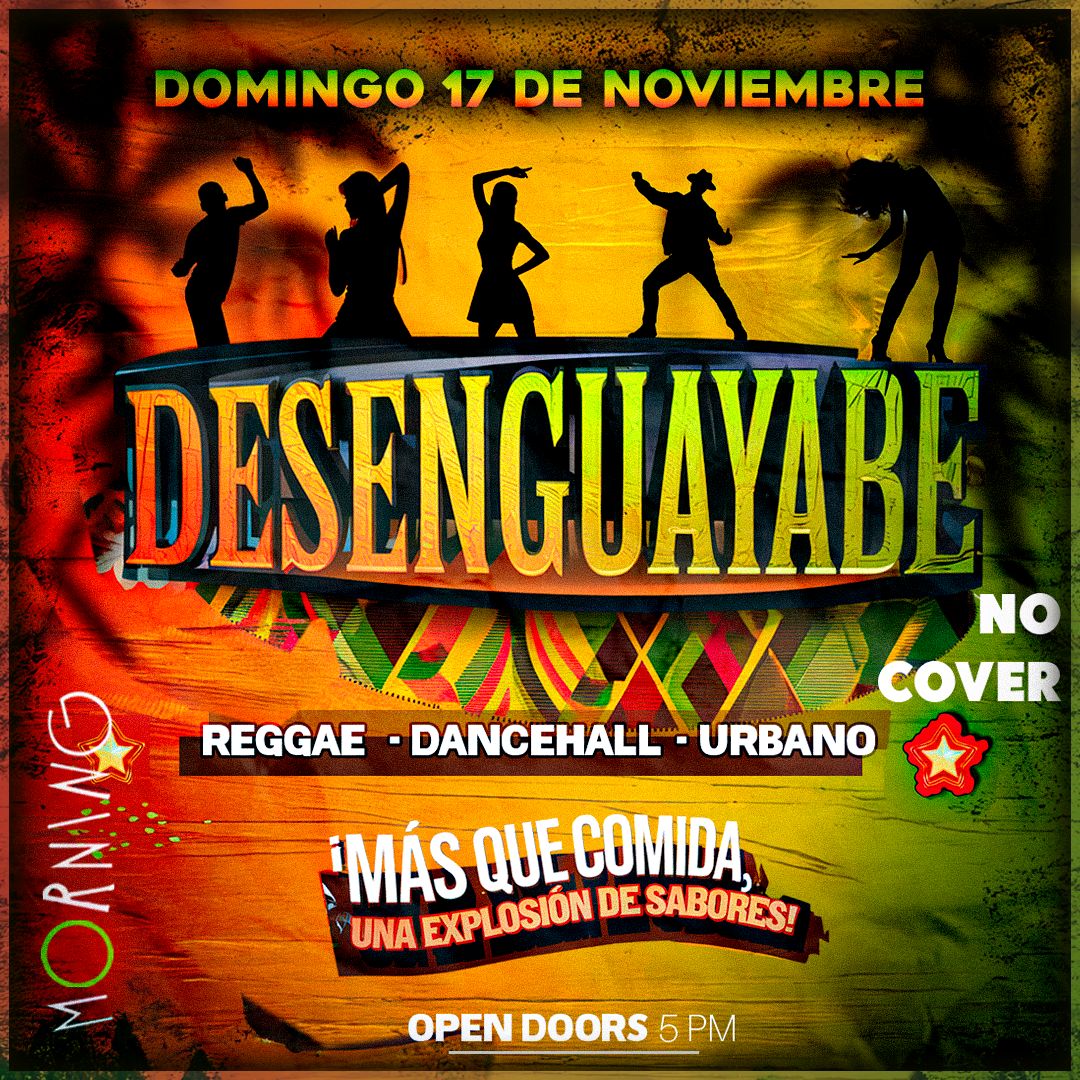 DOMINGO 17 DE NOVIEMBRE
DESENGUAYABE
NO
COVER
REGGAE - DANCEHALL - URBANO
MORNING
¡MÁS QUE COMIDA,
UNA EXPLOSIÓN DE SABORES!
OPEN DOORS 5 PM